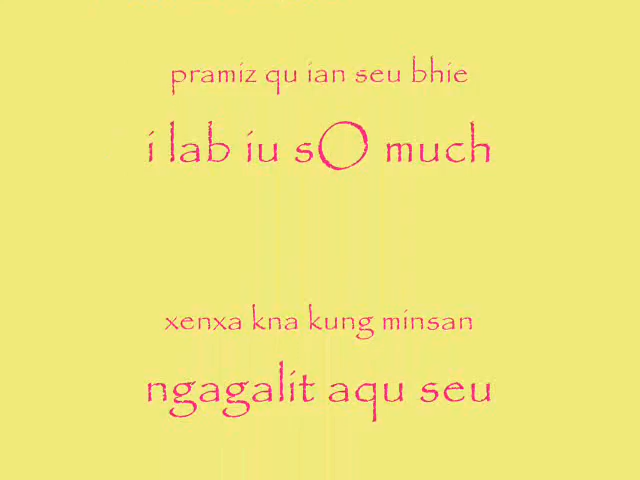 pramiz qu ian seu bhie
i lab iu sO much
xenxa kna kung minsan
ngagalit aqu seu